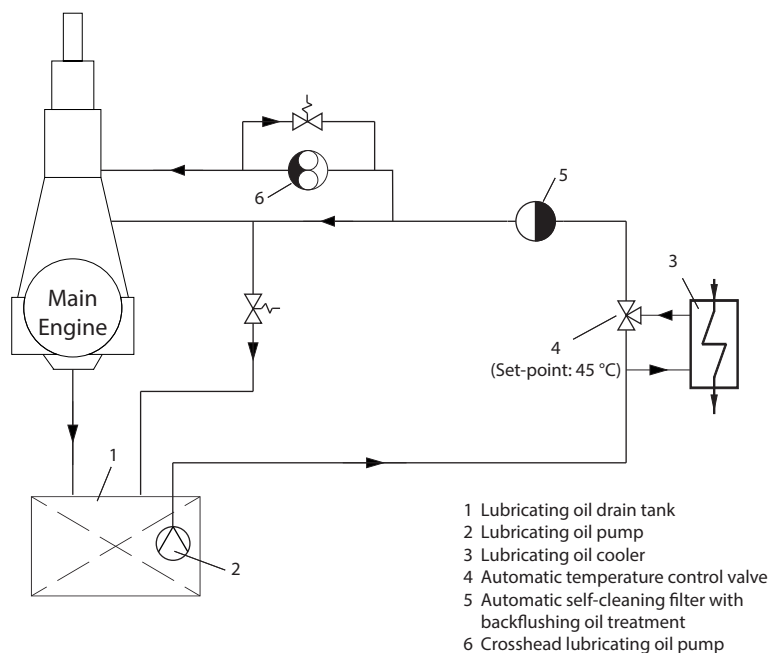 6
5
Main
Engine
3
4
(Set-point: 45 °C)
1
2
1 Lubricating oil drain tank
2 Lubricating oil pump
3 Lubricating oil cooler
4 Automatic temperature control valve
5 Automatic self-cleaning filter with
backflushing oil treatment
6 Crosshead lubricating oil pump